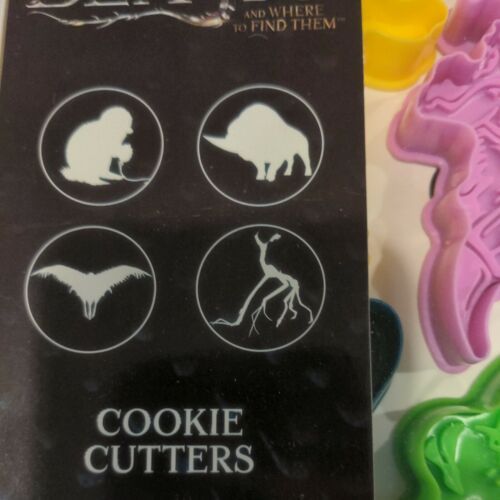 AND WHERE
TO FIND THEM™
COOKIE
CUTTERS